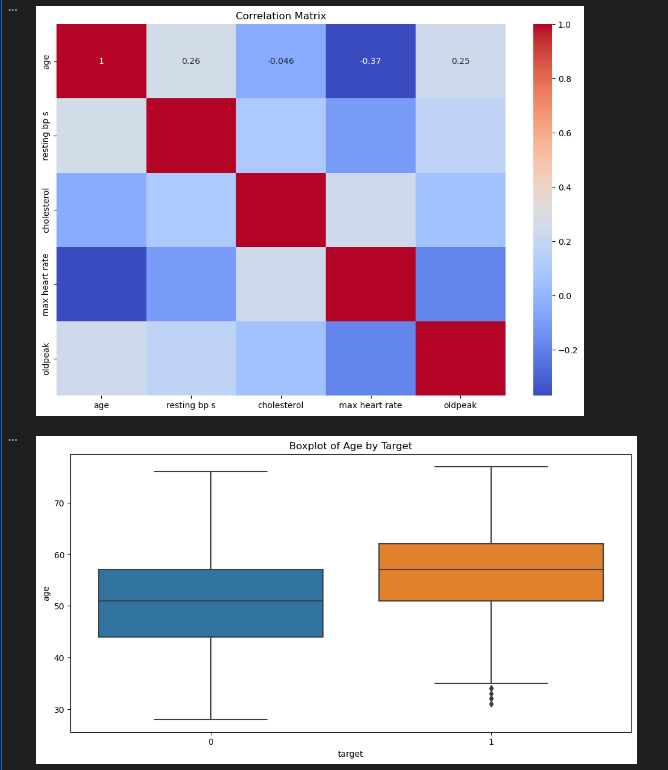 ...
Correlation Matrix
age
1 0.26 -0.046 -0.37 0.25
resting bp s
cholesterol
max heart rate
oldpeak
age resting bp s cholesterol max heart rate oldpeak
1.0
0.8
0.6
0.4
0.2
0.0
−0.2
...
Boxplot of Age by Target
age
70
60
50
40
30
0 1
target